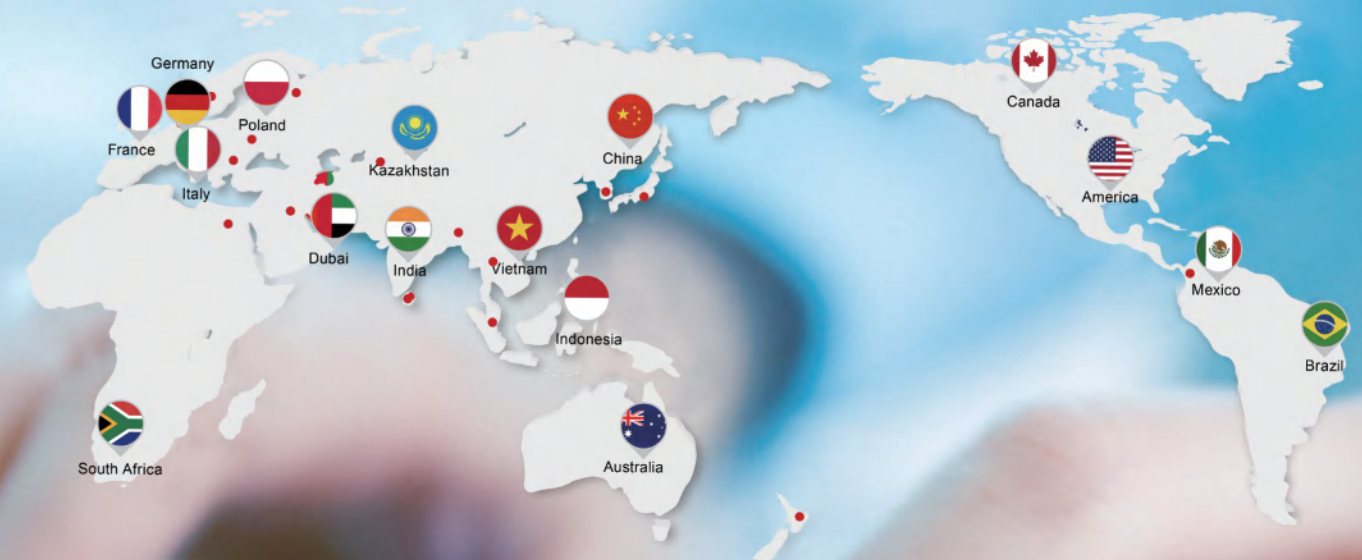 Germany
France
Poland
Italy
Kazakhstan
China
Dubai
India
Vietnam
Indonesia
South Africa
Australia
Canada
America
Mexico
Brazil